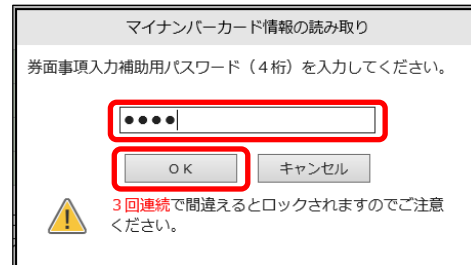 マイナンバーカード情報の読み取り
券面事項入力補助用パスワード（４桁）を入力してください。
●●●●
ＯＫ
キャンセル
３回連続で間違えるとロックされますのでご注意
ください。